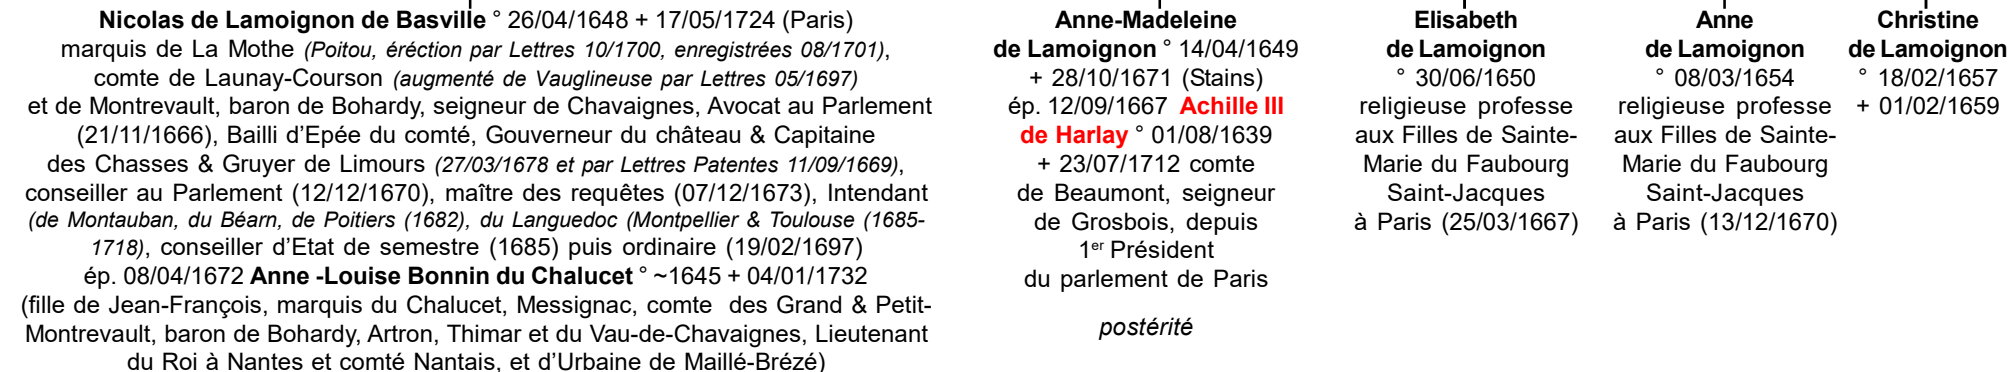 Nicolas de Lamoignon de Basville ° 26/04/1648 + 17/05/1724 (Paris)
marquis de La Mothe (Poitou, éréction par Lettres 10/1700, enregistrées 08/1701),
comte de Launay-Courson (augmenté de Vauglineuse par Lettres 05/1697)
et de Montrevault, baron de Bohardy, seigneur de Chavaignes, Avocat au Parlement
(21/11/1666), Bailli d'Epée du comté, Gouverneur du château & Capitaine
des Chasses & Gruyer de Limours (27/03/1678 et par Lettres Patentes 11/09/1669),
conseiller au Parlement (12/12/1670), maître des requêtes (07/12/1673), Intendant
(de Montauban, du Béarn, de Poitiers (1682), du Languedoc (Montpellier & Toulouse (1685-
1718), conseiller d'Etat de semestre (1685) puis ordinaire (19/02/1697)
ép. 08/04/1672 Anne -Louise Bonnin du Chalucet ° ~1645 + 04/01/1732
(fille de Jean-François, marquis du Chalucet, Messignac, comte des Grand & Petit-
Montrevault, baron de Bohardy, Artron, Thimar et du Vau-de-Chavaignes, Lieutenant
du Roi à Nantes et comté Nantais, et d'Urbaine de Maillé-Brézé)
Anne-Madeleine
de Lamoignon ° 14/04/1649
+ 28/10/1671 (Stains)
ép. 12/09/1667 Achille III
de Harlay ° 01/08/1639
+ 23/07/1712 comte
de Beaumont, seigneur
de Grosbois, depuis
1er Président
du parlement de Paris
postérité
Elisabeth
de Lamoignon
° 30/06/1650
religieuse professe
aux Filles de Sainte-
Marie du Faubourg
Saint-Jacques
à Paris (25/03/1667)
Anne
de Lamoignon
° 08/03/1654
religieuse professe
aux Filles de Sainte-
Marie du Faubourg
Saint-Jacques
à Paris (13/12/1670)
Christine
de Lamoignon
° 18/02/1657
+ 01/02/1659